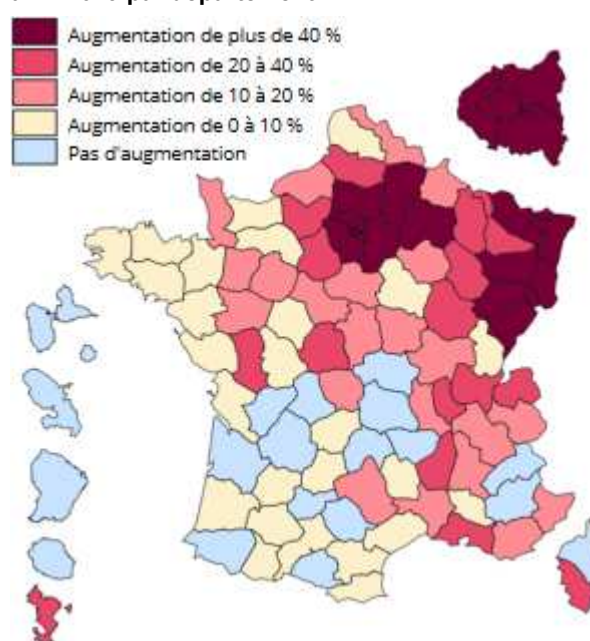 Augmentation de plus de 40 %
Augmentation de 20 à 40 %
Augmentation de 10 à 20 %
Augmentation de 0 à 10 %
Pas d'augmentation